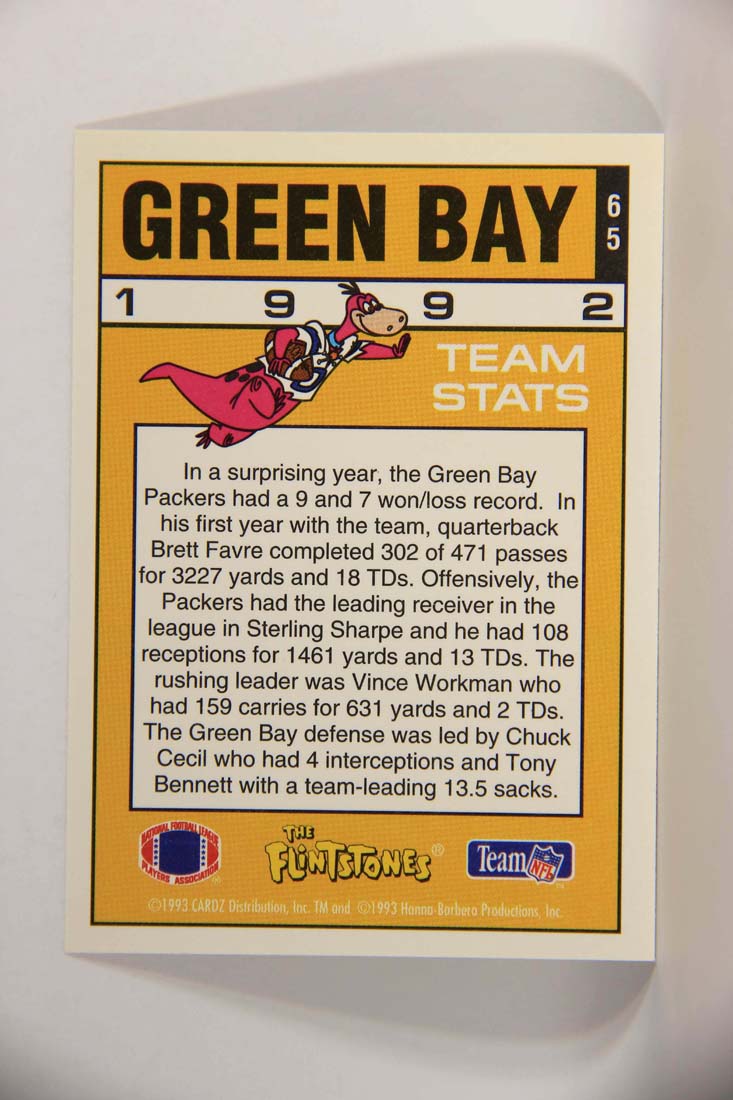 GREEN BAY
65
1 9 9 2
TEAM
STATS
In a surprising year, the Green Bay
Packers had a 9 and 7 won/loss record. In
his first year with the team, quarterback
Brett Favre completed 302 of 471 passes
for 3227 yards and 18 TDs. Offensively, the
Packers had the leading receiver in the
league in Sterling Sharpe and he had 108
receptions for 1461 yards and 13 TDs. The
rushing leader was Vince Workman who
had 159 carries for 631 yards and 2 TDs.
The Green Bay defense was led by Chuck
Cecil who had 4 interceptions and Tony
Bennett with a team-leading 13.5 sacks.
NATIONAL FOOTBALL LEAGUE
PLAYERS ASSOCIATION
THE
FLINTSTONES®
Team NFL™
©1993 CARDZ Distribution, Inc. TM and ©1993 Hanna-Barbera Productions, Inc.